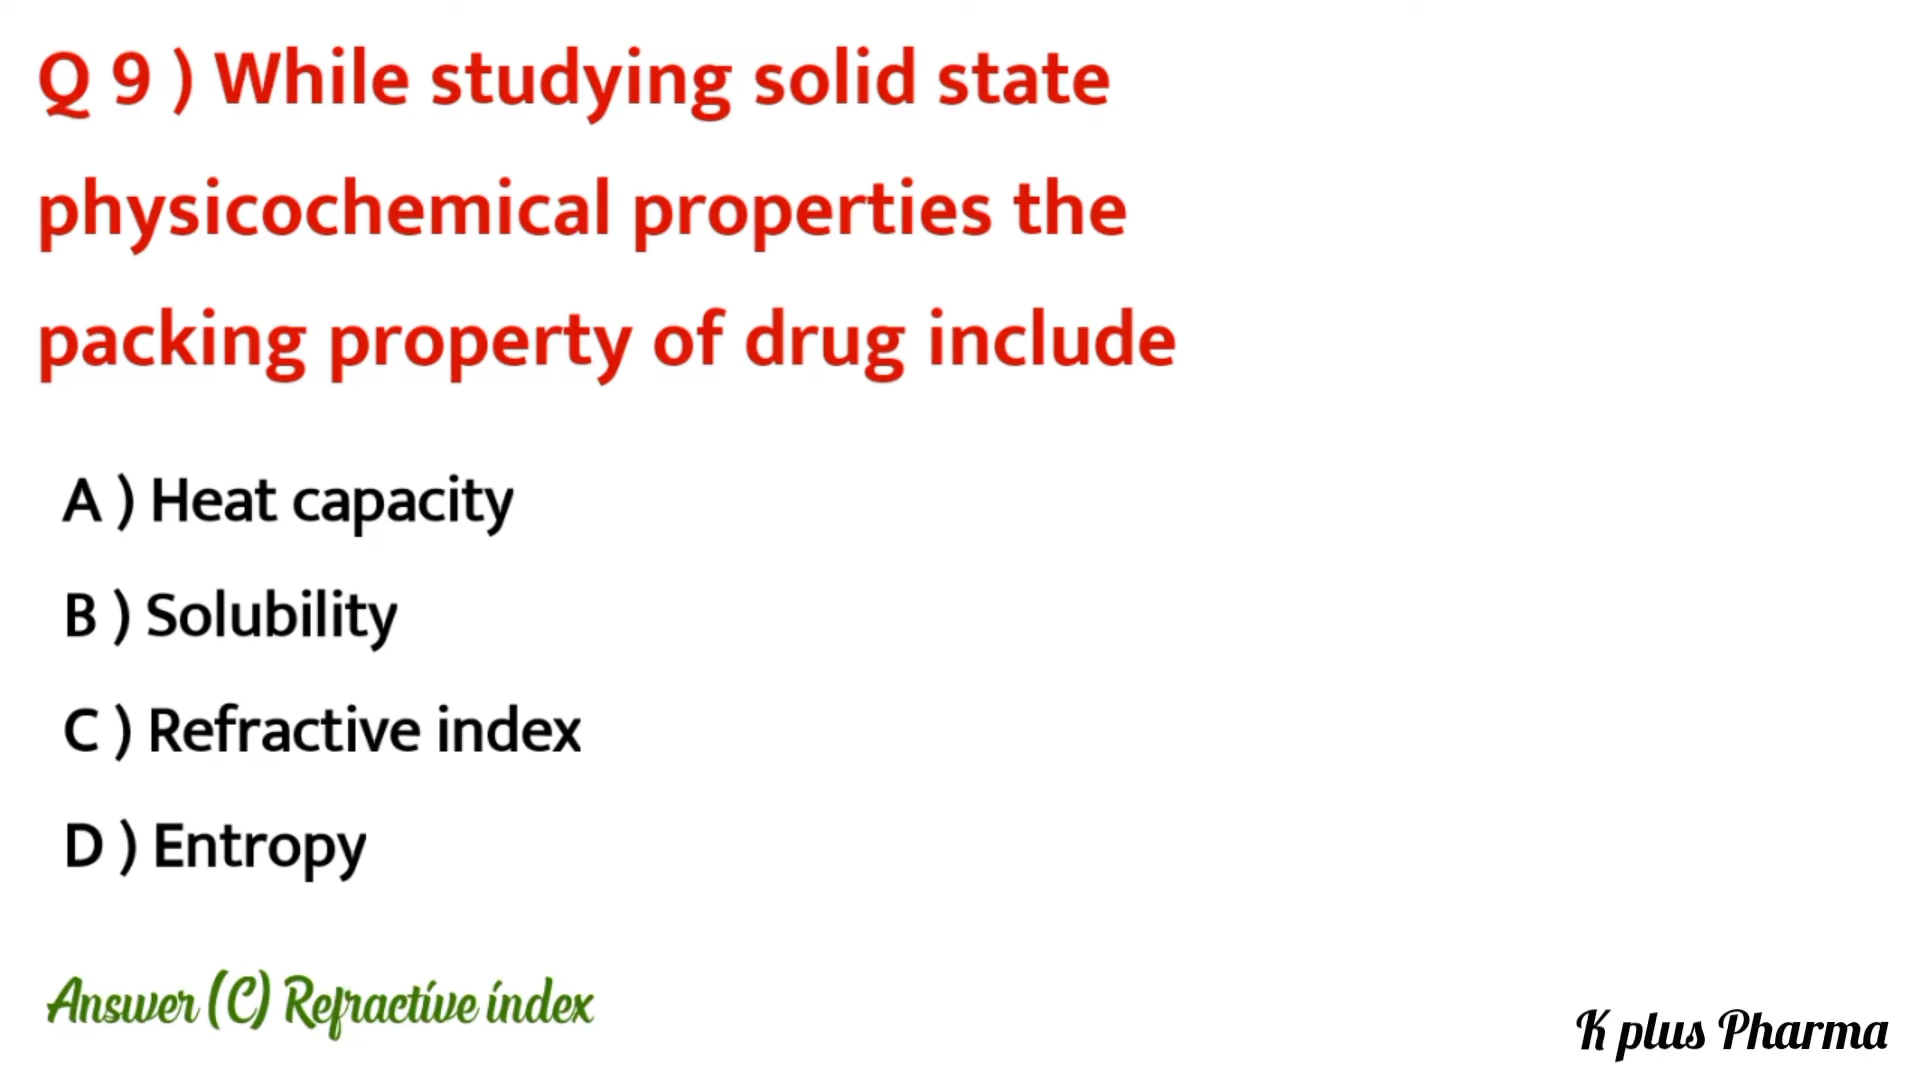 Q 9 ) While studying solid state
physicochemical properties the
packing property of drug include
A ) Heat capacity
B ) Solubility
C ) Refractive index
D ) Entropy
Answer (C) Refractive index
K plus Pharma